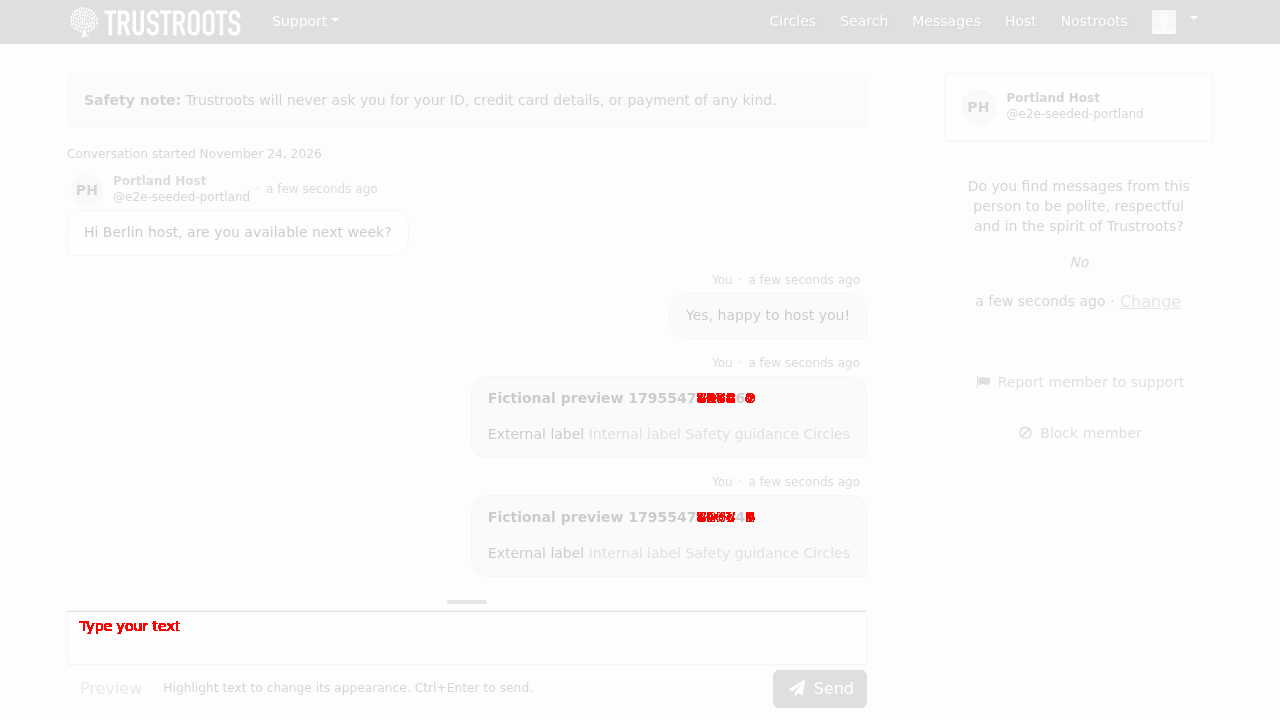 TRUSTROOTS
Support
Circles Search Messages Host Nostroots
Safety note: Trustroots will never ask you for your ID, credit card details, or payment of any kind.
Conversation started November 24, 2026
PH
Portland Host
@e2e-seeded-portland
· a few seconds ago
Hi Berlin host, are you available next week?
You · a few seconds ago
Yes, happy to host you!
You · a few seconds ago
Fictional preview
External label Internal label Safety guidance Circles
You · a few seconds ago
Fictional preview
External label Internal label Safety guidance Circles
Type your text
Preview
Highlight text to change its appearance. Ctrl+Enter to send.
Send
PH
Portland Host
@e2e-seeded-portland
Do you find messages from this
person to be polite, respectful
and in the spirit of Trustroots?
No
a few seconds ago · Change
Report member to support
Block member